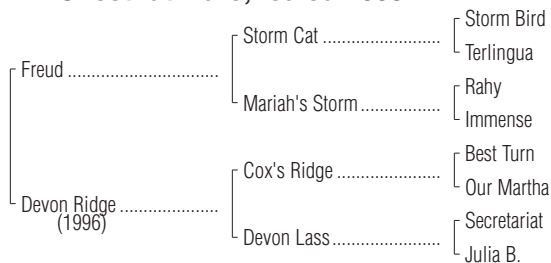 Storm Bird
Storm Cat ........................
Terlingua
Freud ...............................
Rahy
Mariah's Storm ................
Immense
Best Turn
Cox's Ridge .....................
Our Martha
Devon Ridge ....................
(1996)
Secretariat
Devon Lass ......................
Julia B.